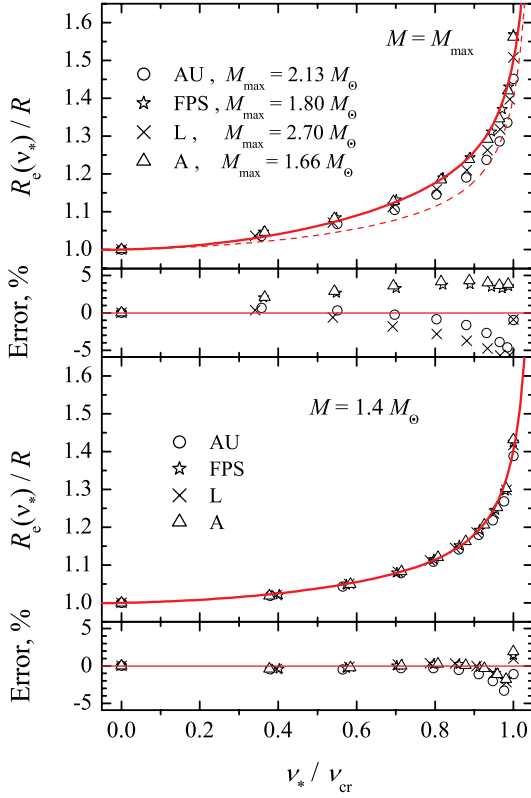 1.6
1.5
1.4
1.3
1.2
1.1
1.0
R_e(ν_*) / R
M = M_max
AU , M_max = 2.13 M_⊙
FPS , M_max = 1.80 M_⊙
L , M_max = 2.70 M_⊙
A , M_max = 1.66 M_⊙
5
0
-5
Error, %
1.6
1.5
1.4
1.3
1.2
1.1
1.0
R_e(ν_*) / R
M = 1.4 M_⊙
AU
FPS
L
A
5
0
-5
Error, %
0.0 0.2 0.4 0.6 0.8 1.0
ν_* / ν_cr